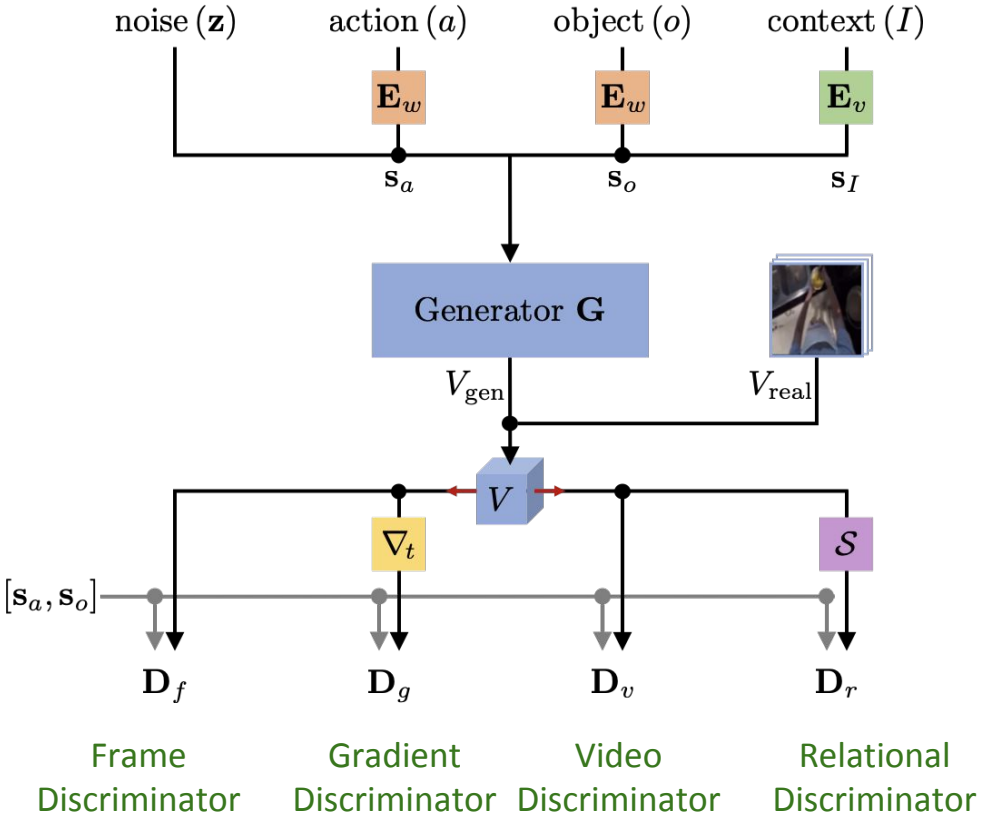 noise (z) action (a) object (o) context (I)
E_w E_w E_v
s_a s_o s_I
Generator G
V_gen V_real
V
∇_t S
[s_a, s_o]
D_f D_g D_v D_r
Frame Gradient Video Relational
Discriminator Discriminator Discriminator Discriminator